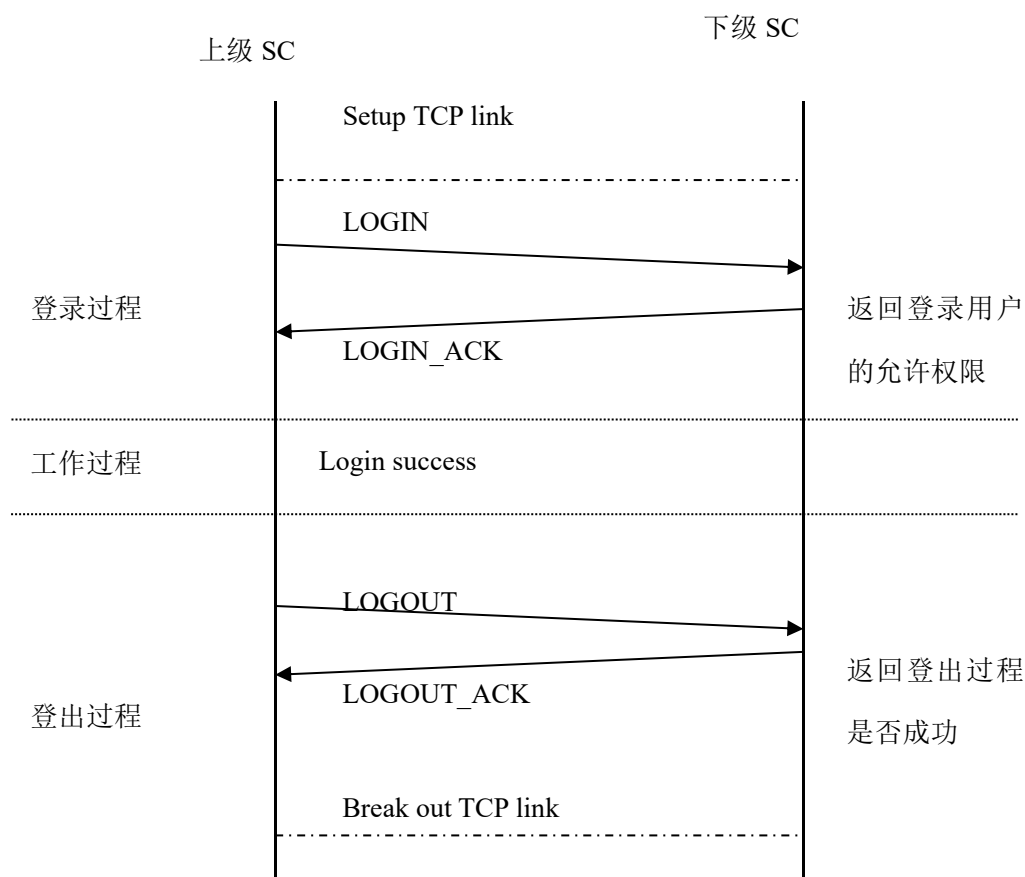 下级 SC
上级 SC
Setup TCP link
LOGIN
登录过程
返回登录用户
LOGIN_ACK
的允许权限
工作过程
Login success
LOGOUT
返回登出过程
LOGOUT_ACK
登出过程
是否成功
Break out TCP link